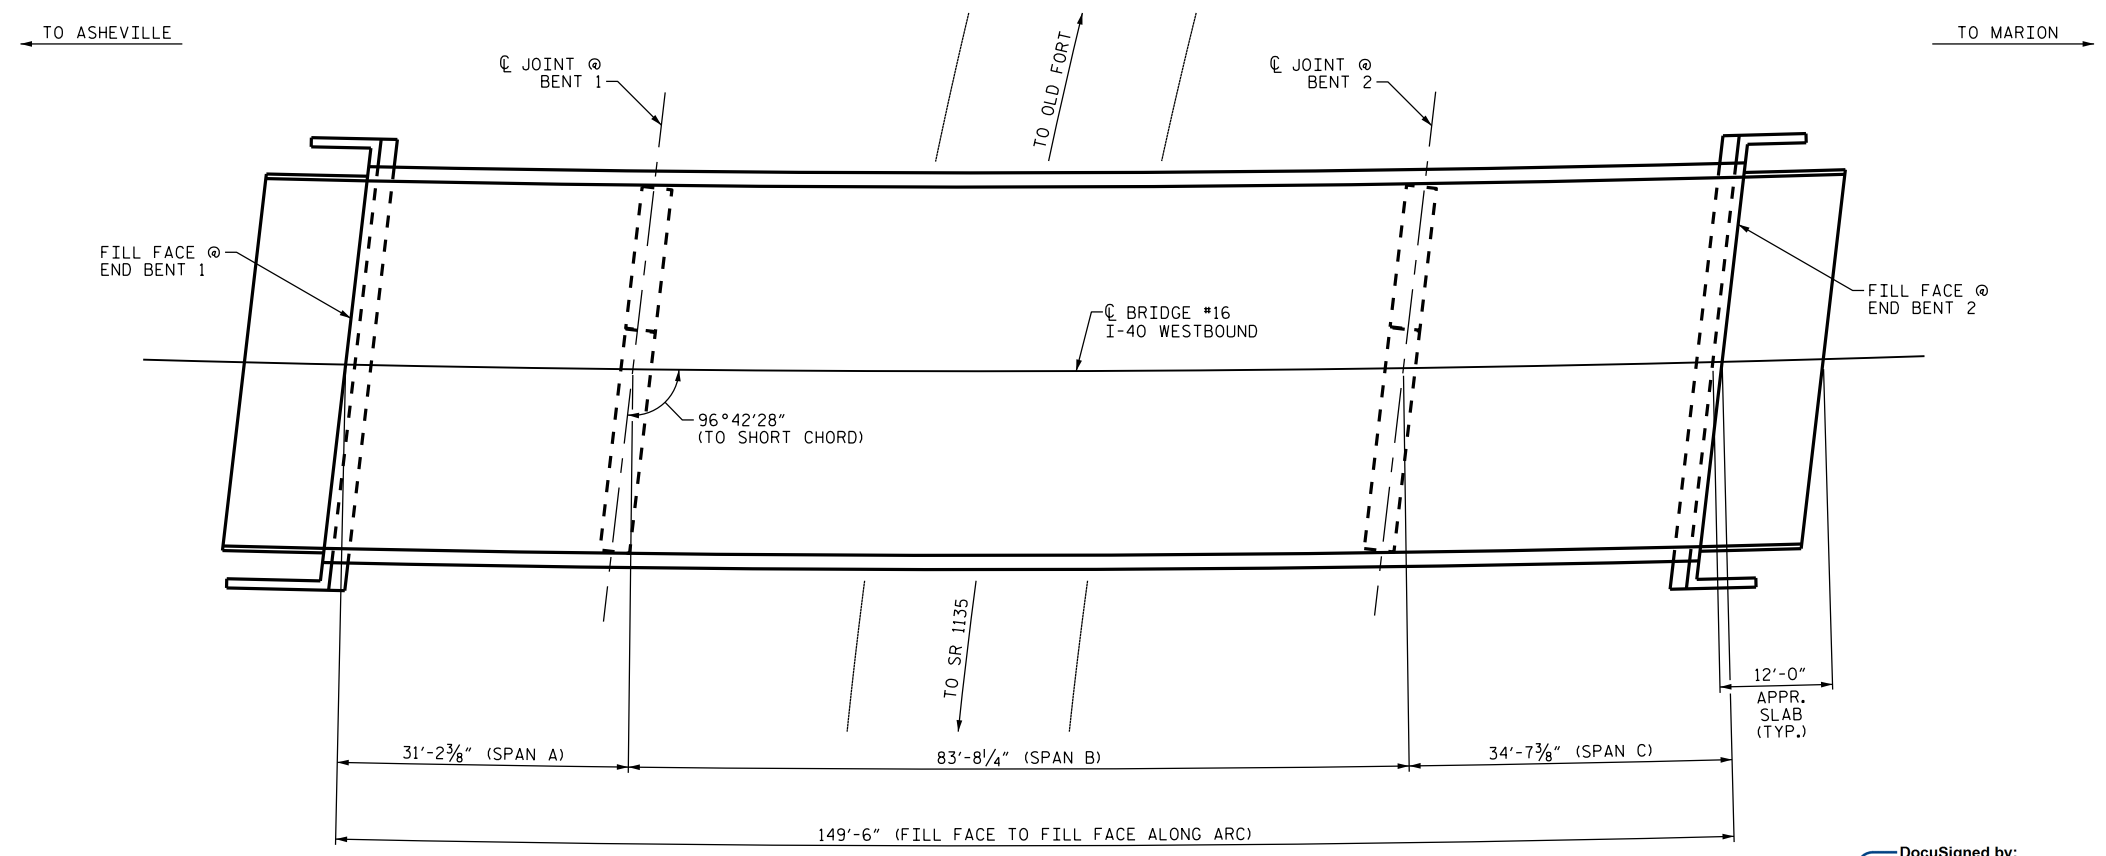 TO ASHEVILLE
TO MARION
℄ JOINT @
BENT 1
TO OLD FORT
℄ JOINT @
BENT 2
FILL FACE @
END BENT 1
℄ BRIDGE #16
I-40 WESTBOUND
FILL FACE @
END BENT 2
96°42'28"
(TO SHORT CHORD)
TO SR 1135
12'-0"
APPR.
SLAB
(TYP.)
31'-2⅜" (SPAN A)
83'-8¼" (SPAN B)
34'-7⅜" (SPAN C)
149'-6" (FILL FACE TO FILL FACE ALONG ARC)
DocuSigned by: